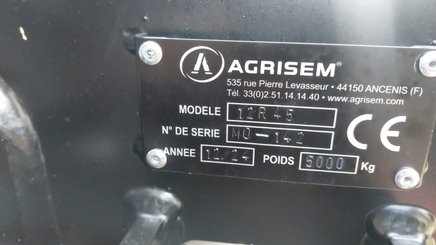 AGRISEM®
535 rue Pierre Levasseur • 44150 ANCENIS (F)
Tél. 33(0)2.51.14.14.40 • www.agrisem.com
MODELE 12R45
N° DE SERIE MO-142
ANNEE 12/24 POIDS 5000 Kg
CE